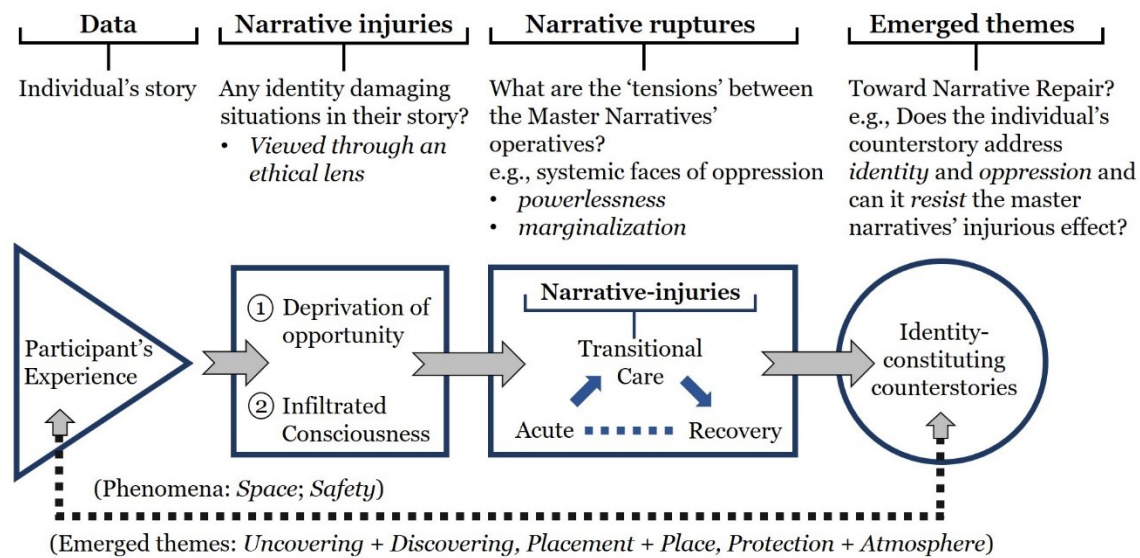 Data
Individual’s story
Narrative injuries
Any identity damaging
situations in their story?
• Viewed through an
ethical lens
Narrative ruptures
What are the ‘tensions’ between
the Master Narratives’
operatives?
e.g., systemic faces of oppression
• powerlessness
• marginalization
Emerged themes
Toward Narrative Repair?
e.g., Does the individual’s
counterstory address
identity and oppression and
can it resist the master
narratives’ injurious effect?
Participant’s
Experience
① Deprivation of
opportunity
② Infiltrated
Consciousness
Narrative-injuries
Transitional
Care
Acute
Recovery
Identity-
constituting
counterstories
(Phenomena: Space; Safety)
(Emerged themes: Uncovering + Discovering, Placement + Place, Protection + Atmosphere)